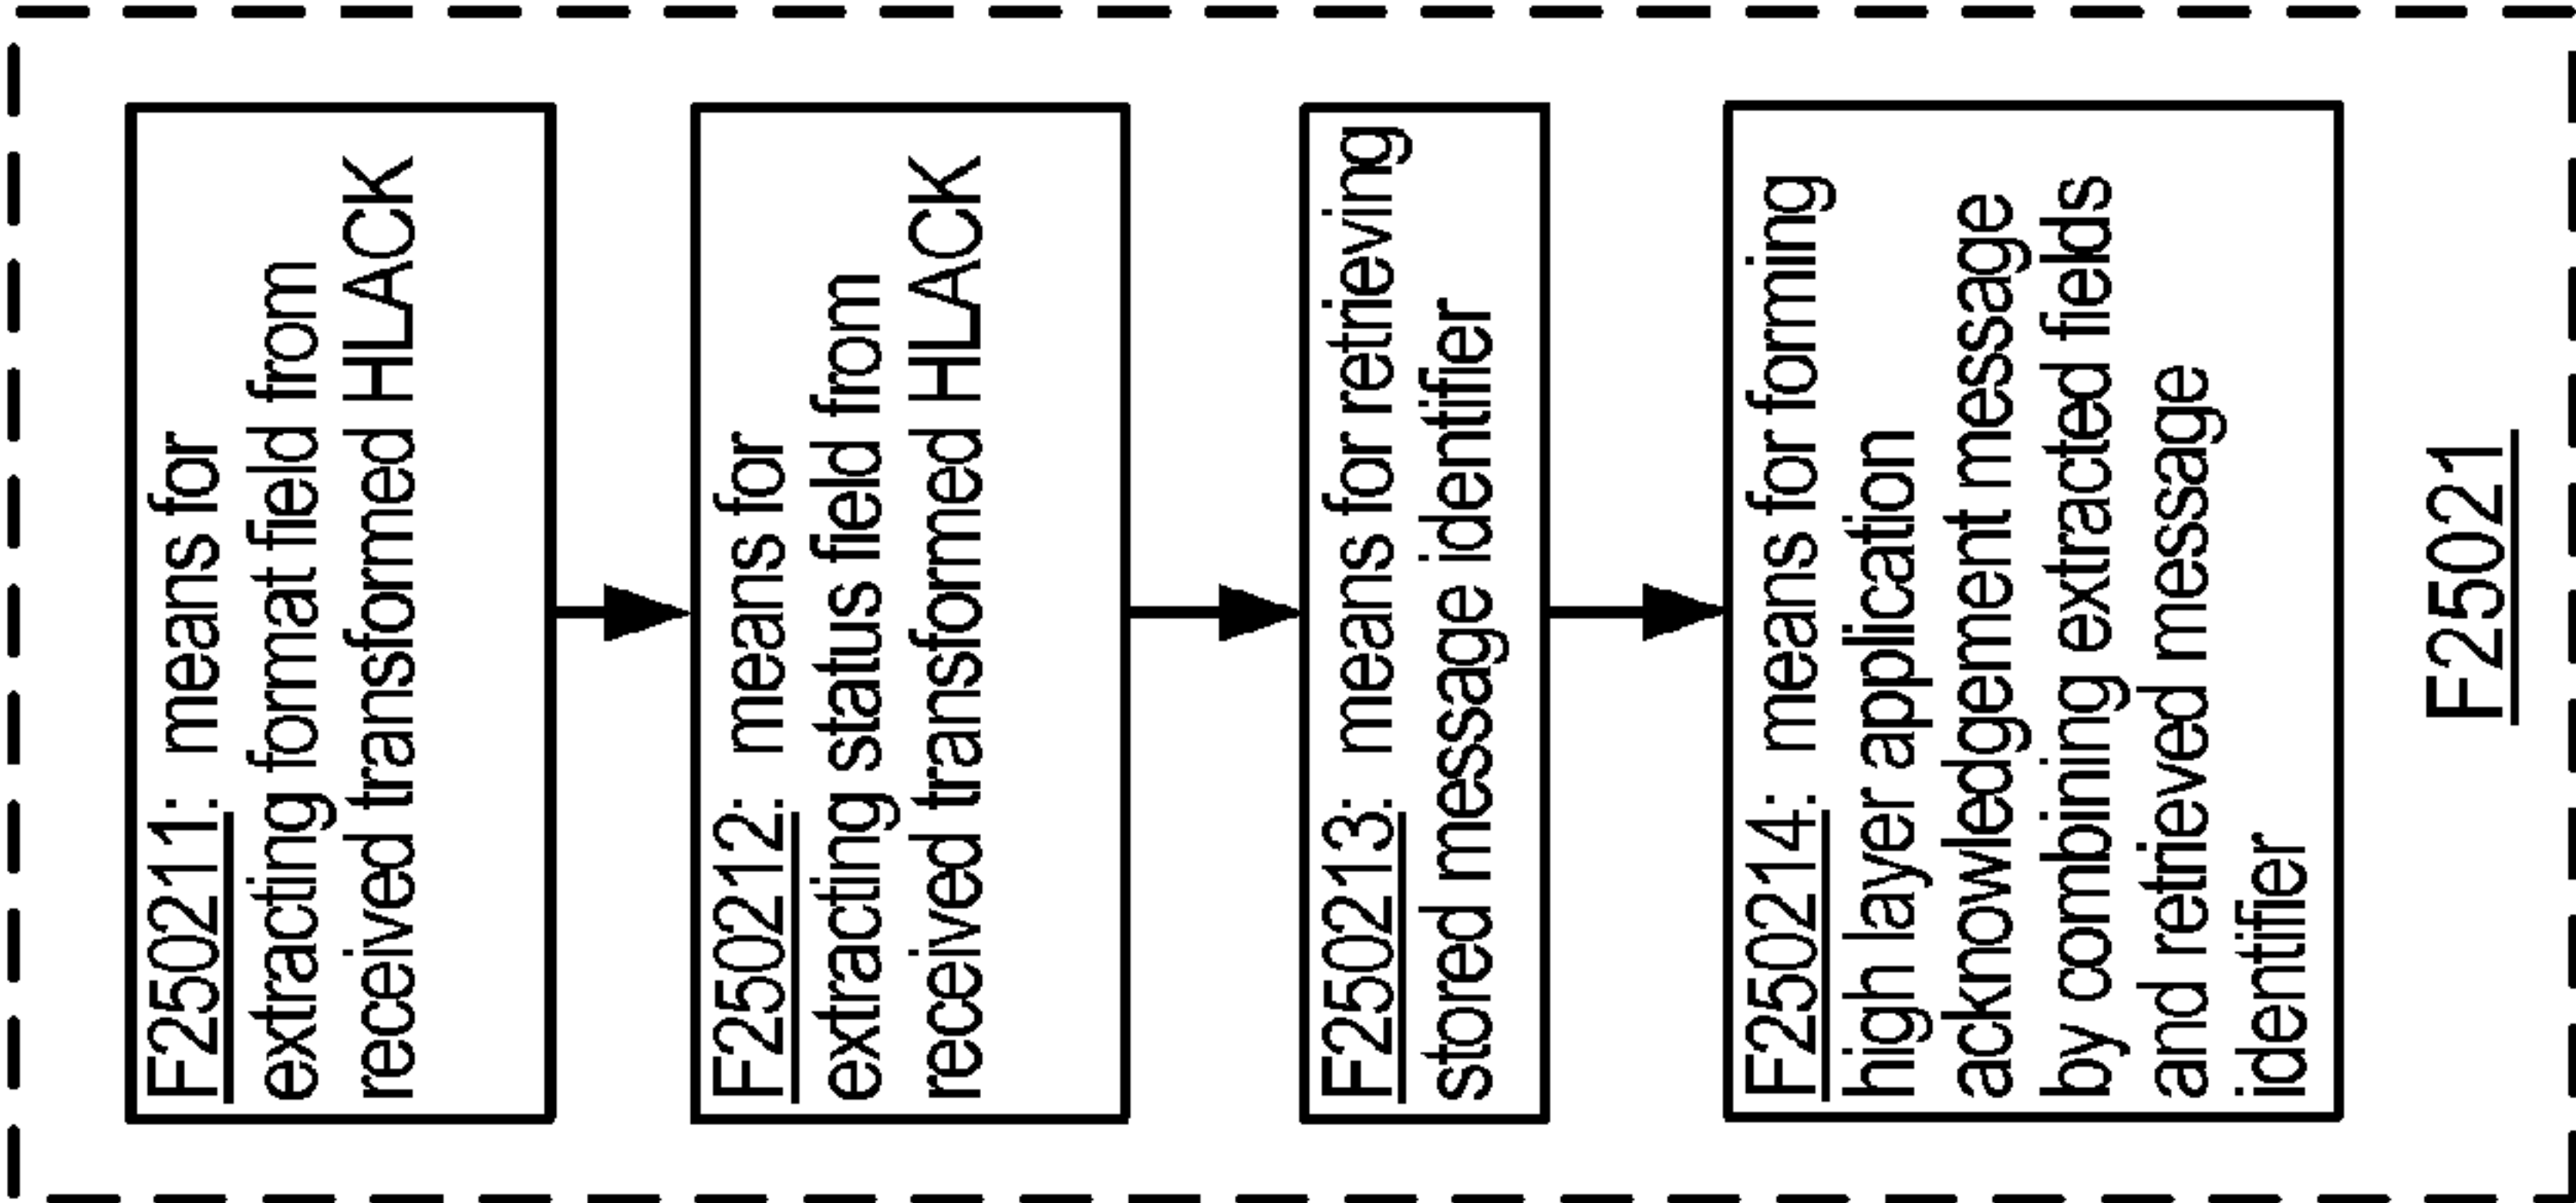 F250211: means for
extracting format field from
received transformed HLACK
F250212: means for
extracting status field from
received transformed HLACK
F250213: means for retrieving
stored message identifier
F250214: means for forming
high layer application
acknowledgement message
by combining extracted fields
and retrieved message
identifier
F25021